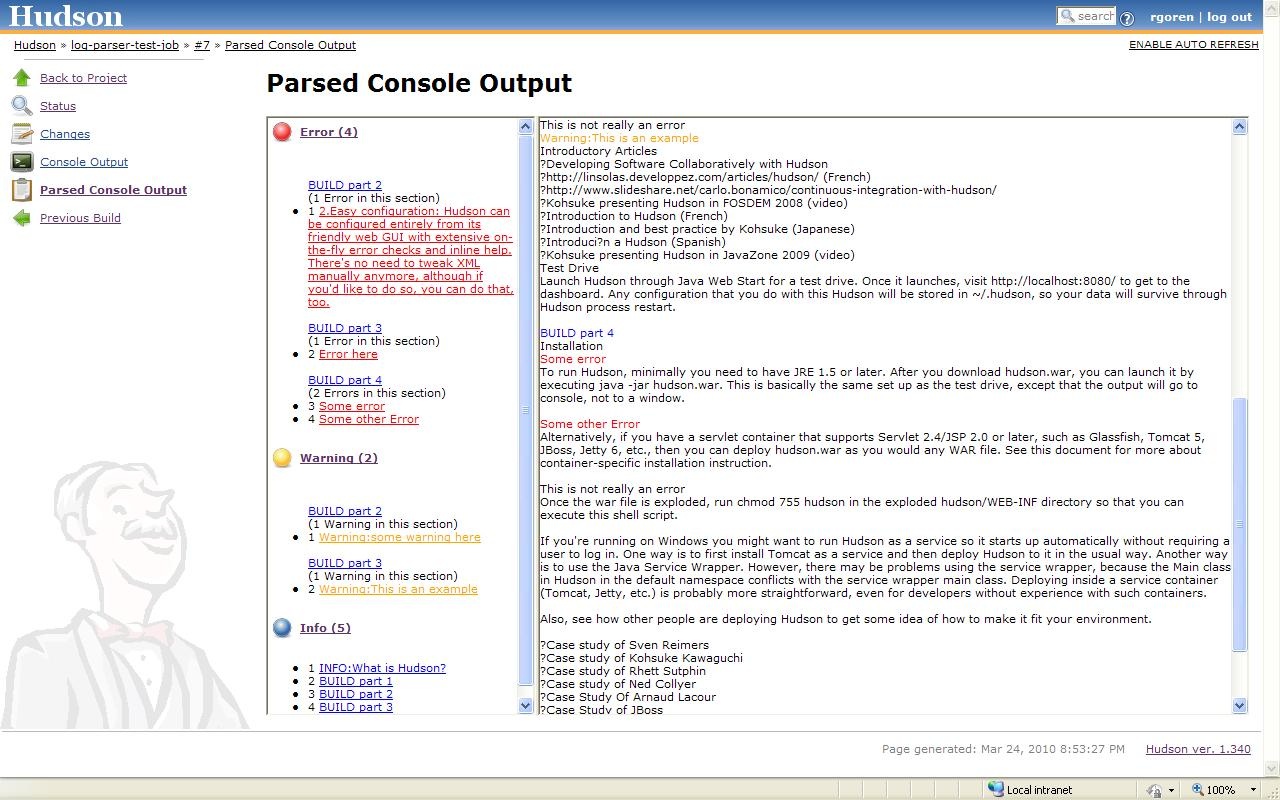 Hudson
search
rgoren | log out
Hudson » log-parser-test-job » #7 » Parsed Console Output
ENABLE AUTO REFRESH
Back to Project
Status
Changes
Console Output
Parsed Console Output
Previous Build
Parsed Console Output
Error (4)
BUILD part 2
(1 Error in this section)
1 2.Easy configuration: Hudson can
be configured entirely from its
friendly web GUI with extensive on-
the-fly error checks and inline help.
There's no need to tweak XML
manually anymore, although if
you'd like to do so, you can do that,
too.
BUILD part 3
(1 Error in this section)
2 Error here
BUILD part 4
(2 Errors in this section)
3 Some error
4 Some other Error
Warning (2)
BUILD part 2
(1 Warning in this section)
1 Warning:some warning here
BUILD part 3
(1 Warning in this section)
2 Warning:This is an example
Info (5)
1 INFO:What is Hudson?
2 BUILD part 1
3 BUILD part 2
4 BUILD part 3
This is not really an error
Warning:This is an example
Introductory Articles
?Developing Software Collaboratively with Hudson
?http://linsolas.developpez.com/articles/hudson/ (French)
?http://www.slideshare.net/carlo.bonamico/continuous-integration-with-hudson/
?Kohsuke presenting Hudson in FOSDEM 2008 (video)
?Introduction to Hudson (French)
?Introduction and best practice by Kohsuke (Japanese)
?Introduci?n a Hudson (Spanish)
?Kohsuke presenting Hudson in JavaZone 2009 (video)
Test Drive
Launch Hudson through Java Web Start for a test drive. Once it launches, visit http://localhost:8080/ to get to the
dashboard. Any configuration that you do with this Hudson will be stored in ~/.hudson, so your data will survive through
Hudson process restart.
BUILD part 4
Installation
Some error
To run Hudson, minimally you need to have JRE 1.5 or later. After you download hudson.war, you can launch it by
executing java -jar hudson.war. This is basically the same set up as the test drive, except that the output will go to
console, not to a window.
Some other Error
Alternatively, if you have a servlet container that supports Servlet 2.4/JSP 2.0 or later, such as Glassfish, Tomcat 5,
JBoss, Jetty 6, etc., then you can deploy hudson.war as you would any WAR file. See this document for more about
container-specific installation instruction.
This is not really an error
Once the war file is exploded, run chmod 755 hudson in the exploded hudson/WEB-INF directory so that you can
execute this shell script.
If you're running on Windows you might want to run Hudson as a service so it starts up automatically without requiring a
user to log in. One way is to first install Tomcat as a service and then deploy Hudson to it in the usual way. Another way
is to use the Java Service Wrapper. However, there may be problems using the service wrapper, because the Main class
in Hudson in the default namespace conflicts with the service wrapper main class. Deploying inside a service container
(Tomcat, Jetty, etc.) is probably more straightforward, even for developers without experience with such containers.
Also, see how other people are deploying Hudson to get some idea of how to make it fit your environment.
?Case study of Sven Reimers
?Case study of Kohsuke Kawaguchi
?Case study of Rhett Sutphin
?Case study of Ned Collyer
?Case Study Of Arnaud Lacour
?Case Study of JBoss
Page generated: Mar 24, 2010 8:53:27 PM
Hudson ver. 1.340
Local intranet
100%